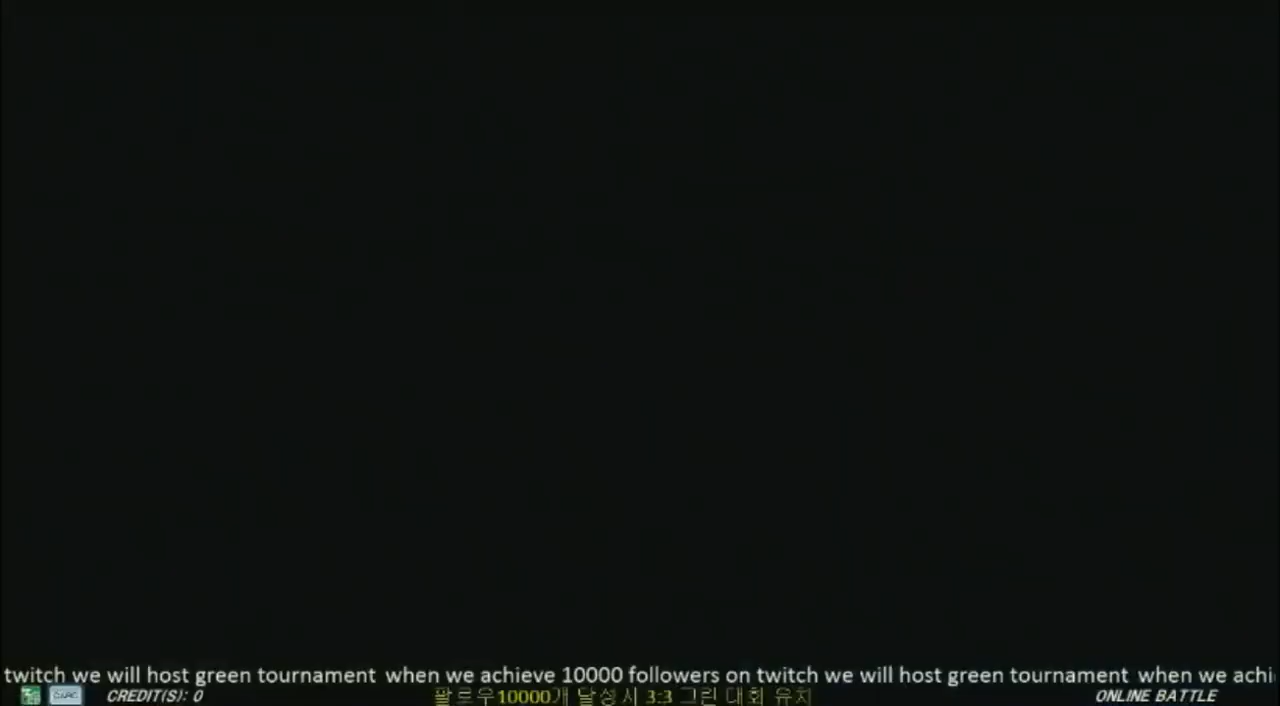 twitch we will host green tournament when we achieve 10000 followers on twitch we will host green tournament when we achi
CREDIT(S): 0 팔로우10000개 달성시 3:3 그린 대회 유치 ONLINE BATTLE